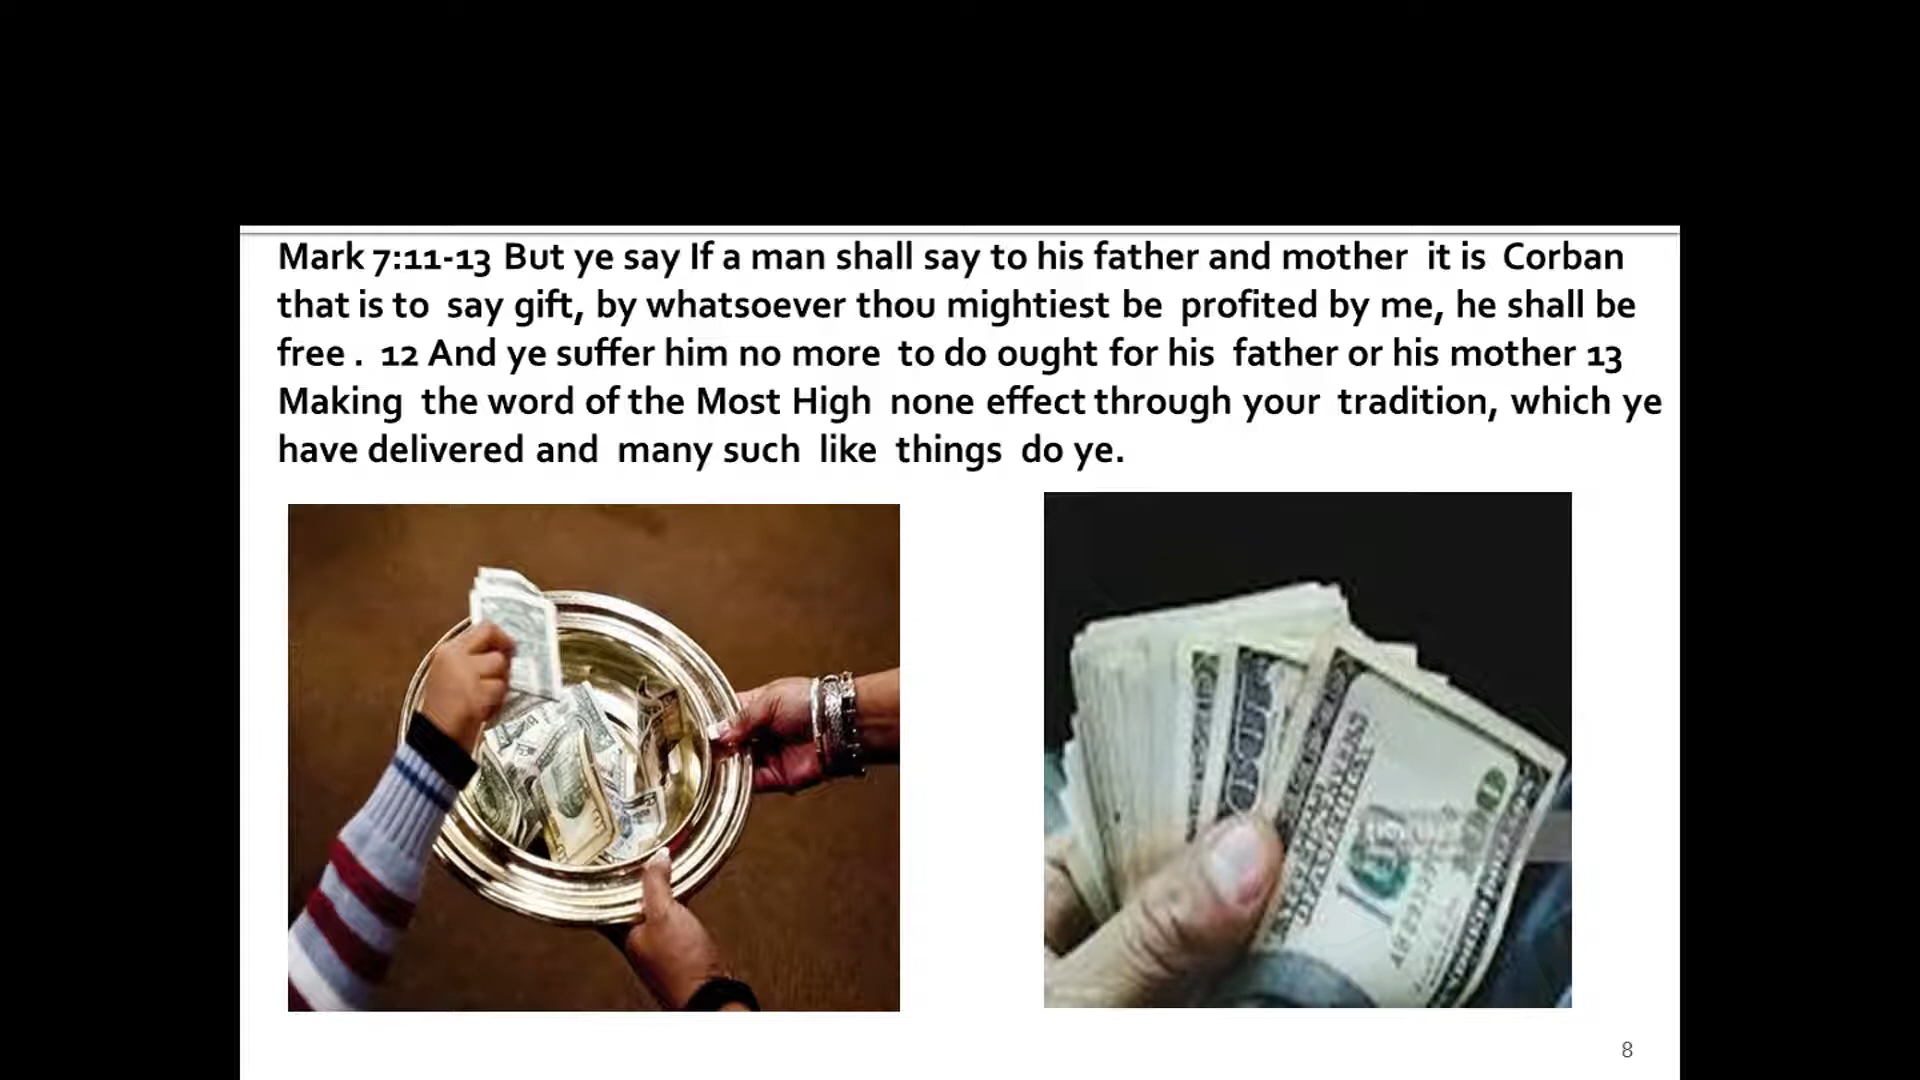 Mark 7:11-13 But ye say If a man shall say to his father and mother it is Corban
that is to say gift, by whatsoever thou mightiest be profited by me, he shall be
free . 12 And ye suffer him no more to do ought for his father or his mother 13
Making the word of the Most High none effect through your tradition, which ye
have delivered and many such like things do ye.
8